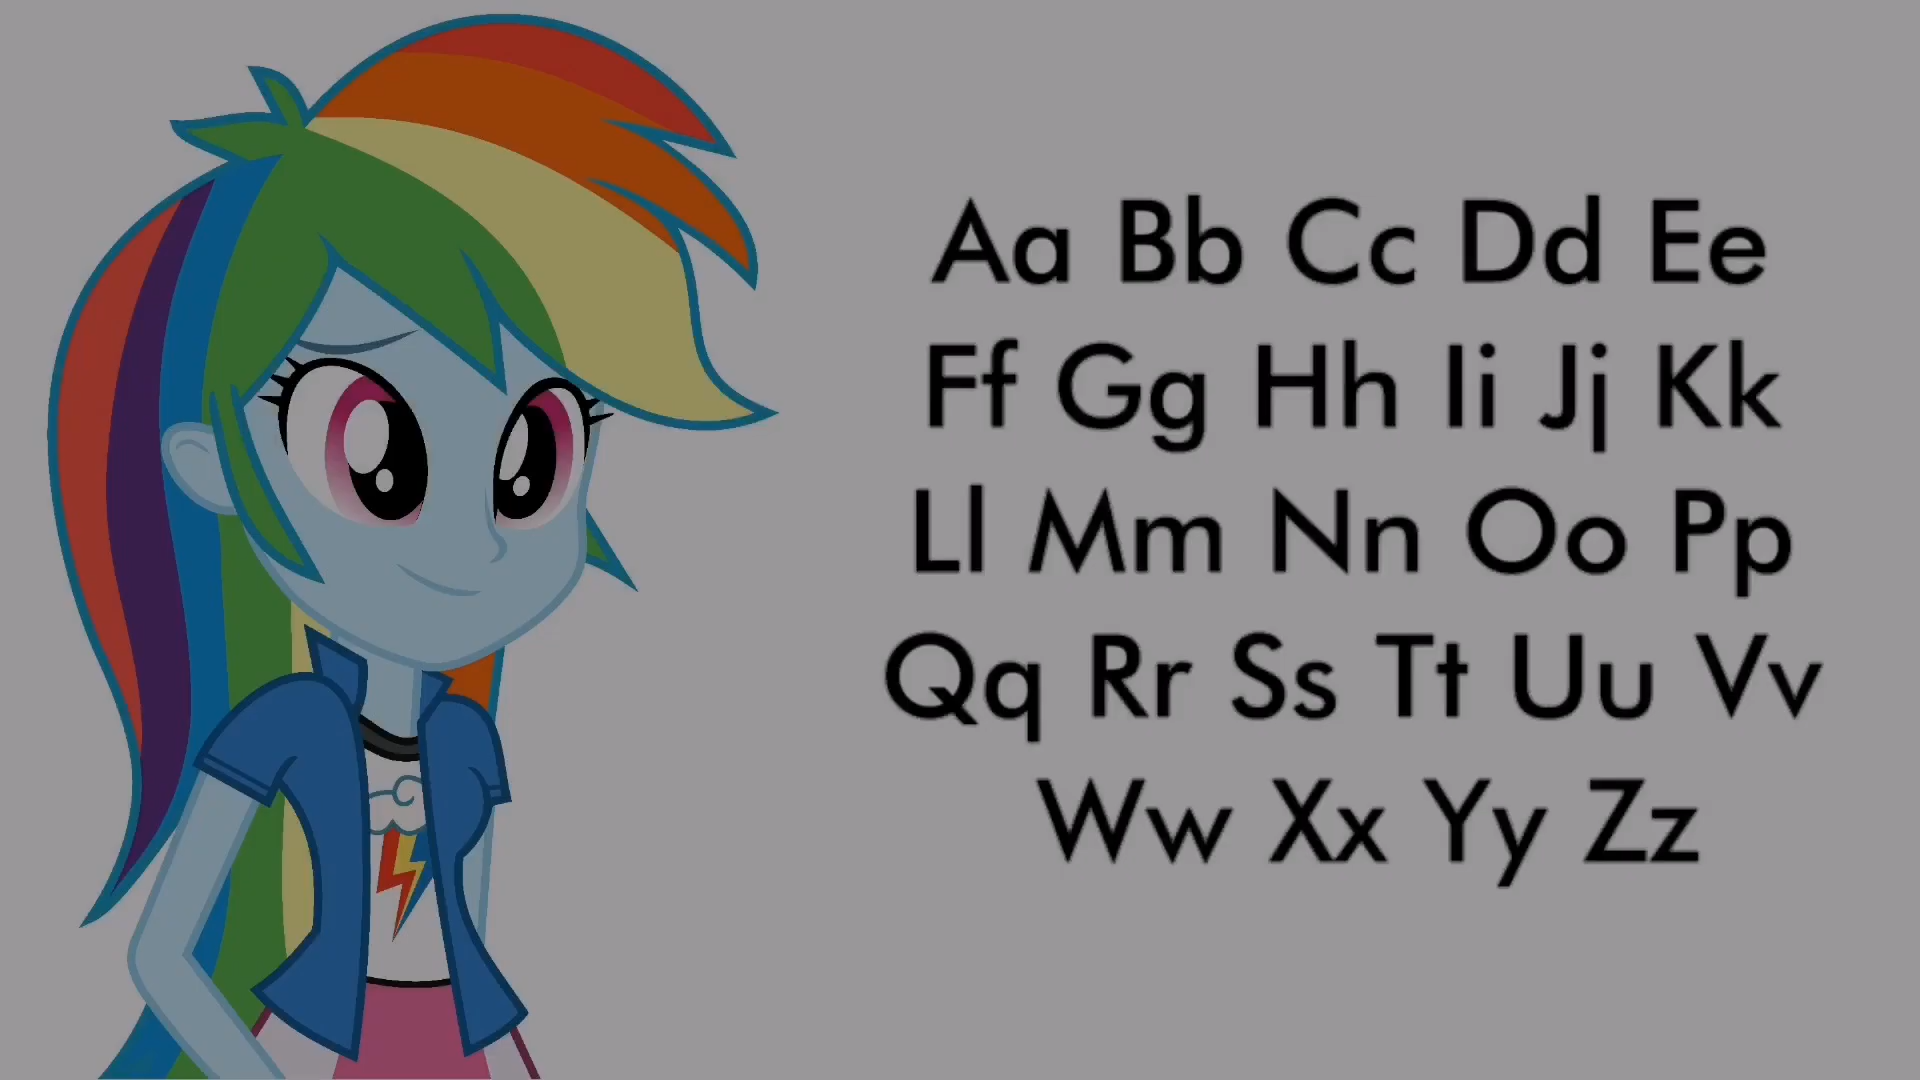 Aa Bb Cc Dd Ee
Ff Gg Hh Ii Jj Kk
Ll Mm Nn Oo Pp
Qq Rr Ss Tt Uu Vv
Ww Xx Yy Zz